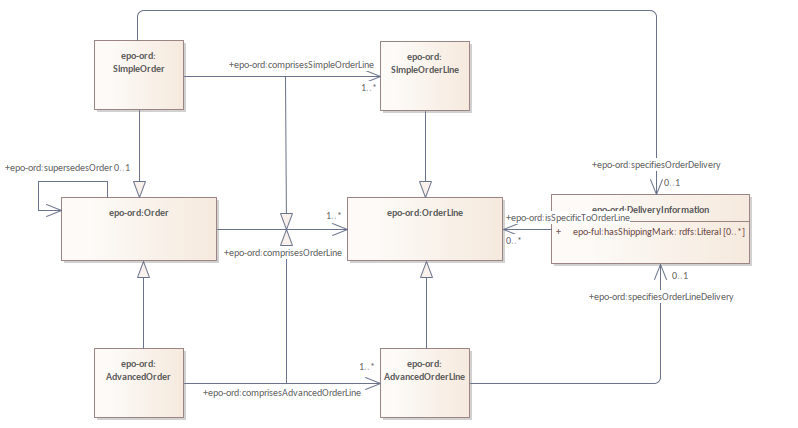 epo-ord:
SimpleOrder
+epo-ord:comprisesSimpleOrderLine
1..*
epo-ord:
SimpleOrderLine
+epo-ord:specifiesOrderDelivery
0..1
+epo-ord:supersedesOrder 0..1
epo-ord:Order
1..*
+epo-ord:comprisesOrderLine
epo-ord:OrderLine
+epo-ord:isSpecificToOrderLine
0..*
epo-ord:DeliveryInformation
+ epo-ful:hasShippingMark: rdfs:Literal [0..*]
0..1
+epo-ord:specifiesOrderLineDelivery
epo-ord:
AdvancedOrder
1..*
+epo-ord:comprisesAdvancedOrderLine
epo-ord:
AdvancedOrderLine